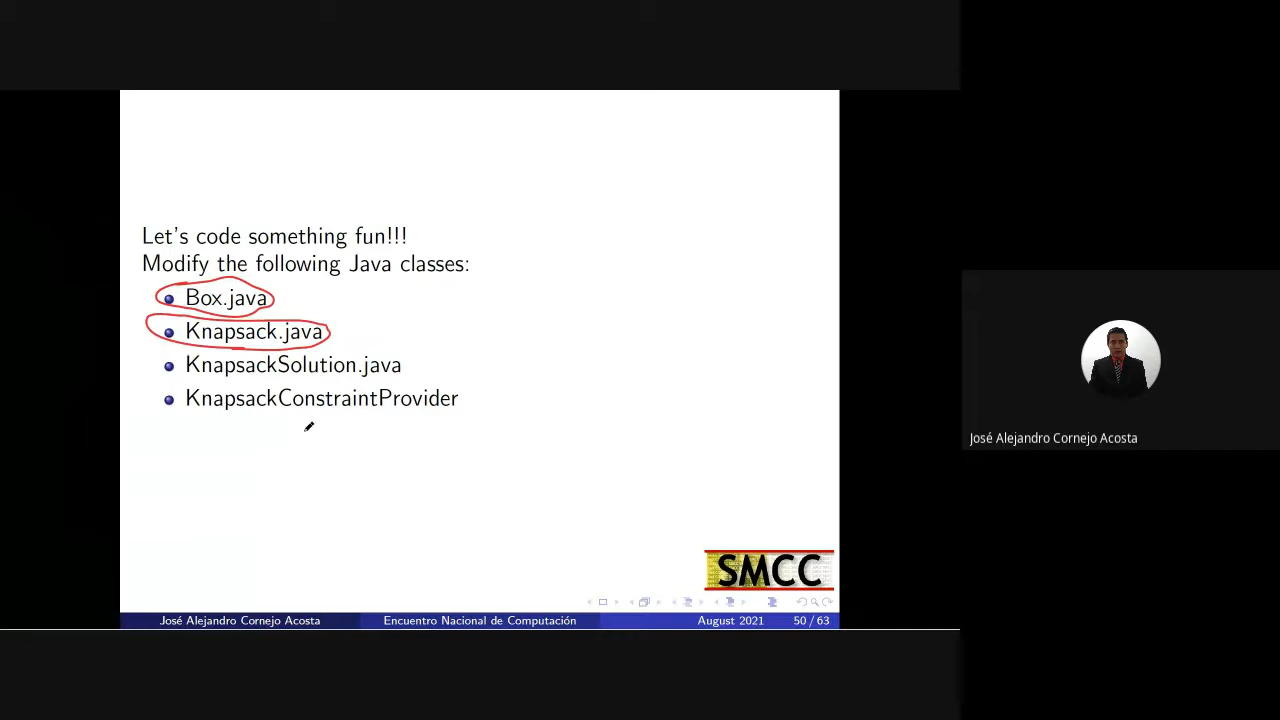 Let's code something fun!!!
Modify the following Java classes:
Box.java
Knapsack.java
KnapsackSolution.java
KnapsackConstraintProvider
José Alejandro Cornejo Acosta
SMCC
José Alejandro Cornejo Acosta Encuentro Nacional de Computación August 2021 50 / 63